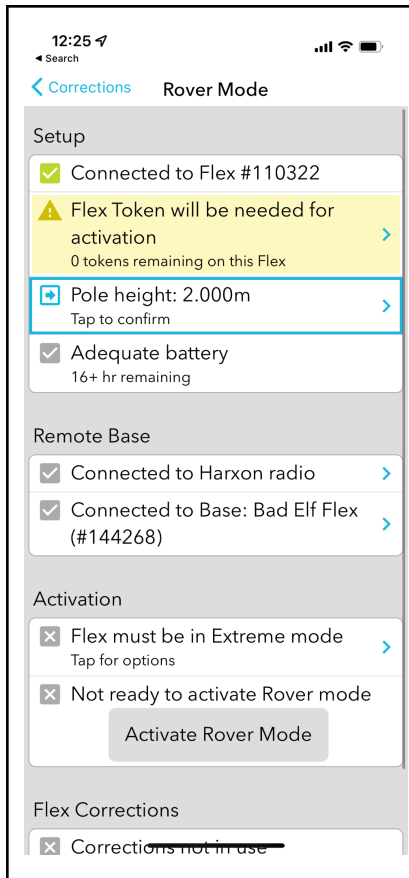 12:25
◀ Search
Corrections
Rover Mode
Setup
Connected to Flex #110322
Flex Token will be needed for
activation
0 tokens remaining on this Flex
Pole height: 2.000m
Tap to confirm
Adequate battery
16+ hr remaining
Remote Base
Connected to Harxon radio
Connected to Base: Bad Elf Flex
(#144268)
Activation
Flex must be in Extreme mode
Tap for options
Not ready to activate Rover mode
Activate Rover Mode
Flex Corrections
Corrections not in use